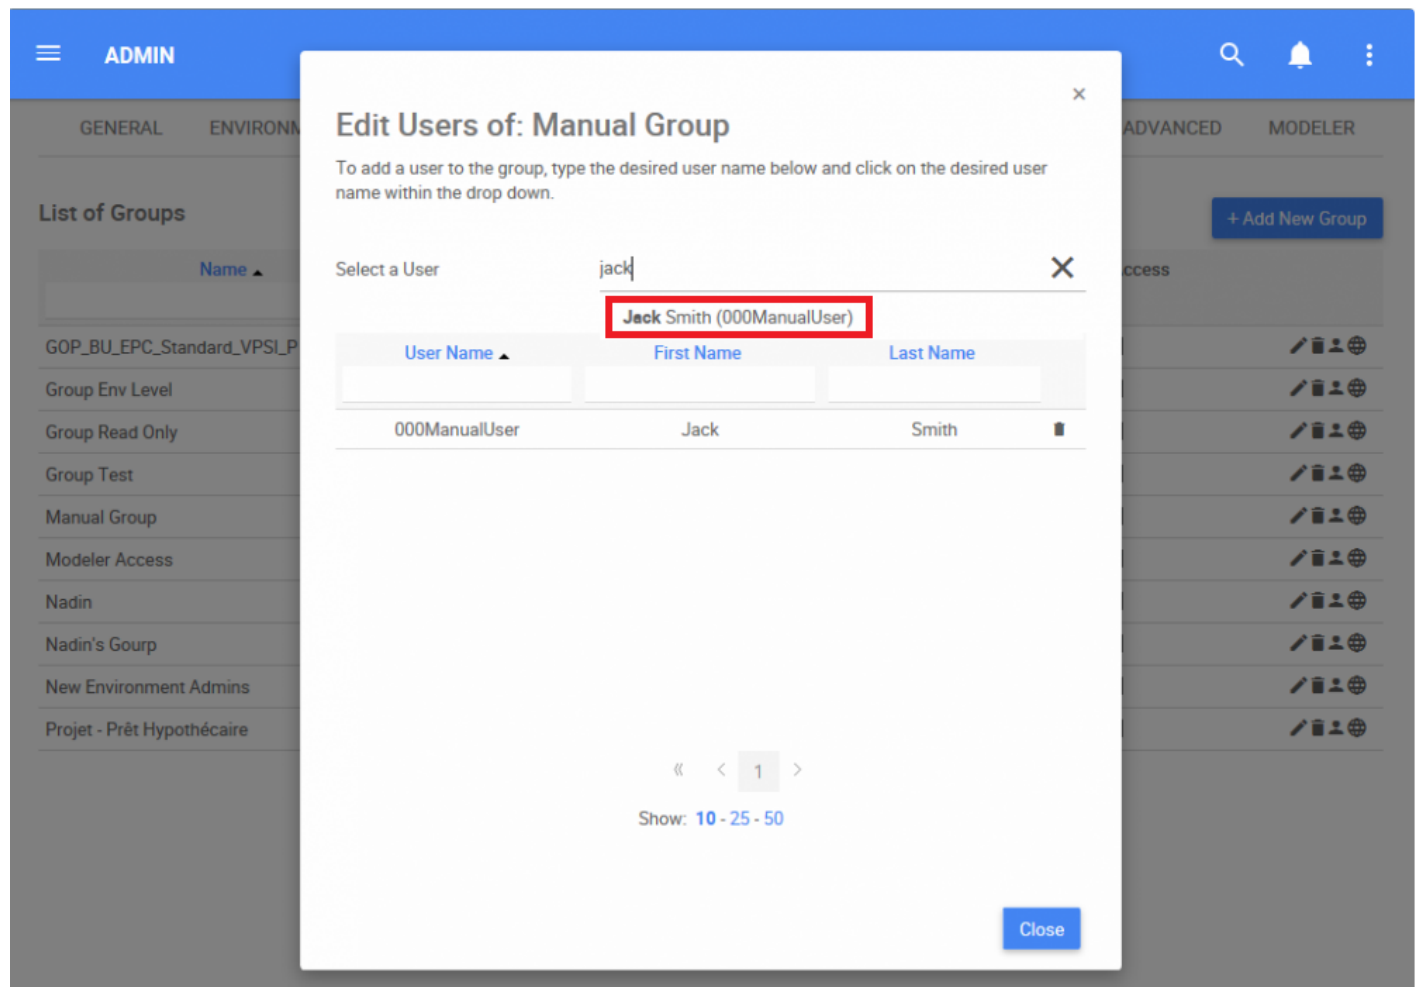 ADMIN
×
GENERAL ENVIRONM
Edit Users of: Manual Group
ADVANCED MODELER
To add a user to the group, type the desired user name below and click on the desired user
name within the drop down.
List of Groups
+ Add New Group
Name
Select a User jack
ccess
Jack Smith (000ManualUser)
User Name First Name Last Name
000ManualUser Jack Smith
GOP_BU_EPC_Standard_VPSI_P
Group Env Level
Group Read Only
Group Test
Manual Group
Modeler Access
Nadin
Nadin's Gourp
New Environment Admins
Projet - Prêt Hypothécaire
« < 1 >
Show: 10 - 25 - 50
Close